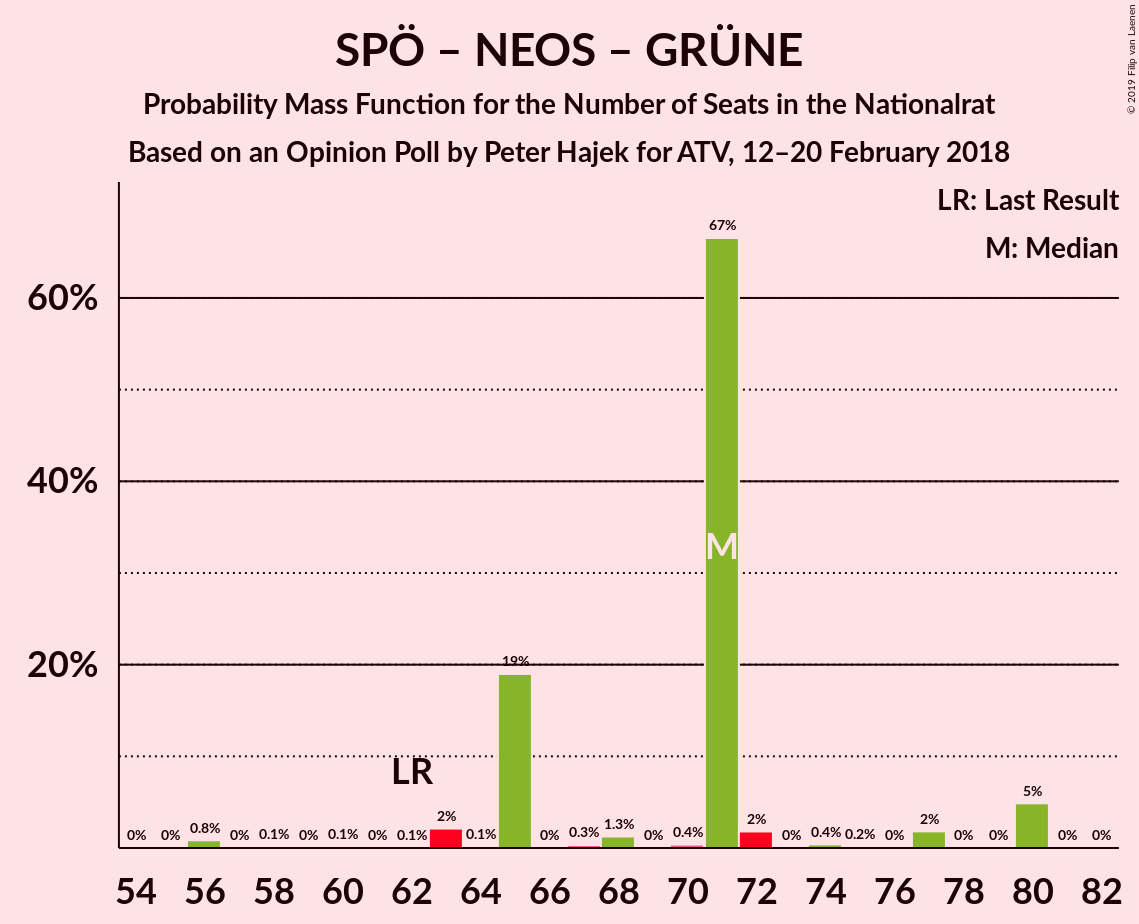 SPÖ – NEOS – GRÜNE
Probability Mass Function for the Number of Seats in the Nationalrat
Based on an Opinion Poll by Peter Hajek for ATV, 12–20 February 2018
© 2019 Filip van Laenen
LR: Last Result
M: Median
60%
40%
20%
0% 0% 0.8% 0% 0.1% 0% 0.1% 0% 0.1% 2% 0.1% 19% 0% 0.3% 1.3% 0% 0.4% 67% 2% 0% 0.4% 0.2% 0% 2% 0% 0% 5% 0% 0%
LR
M
54 56 58 60 62 64 66 68 70 72 74 76 78 80 82